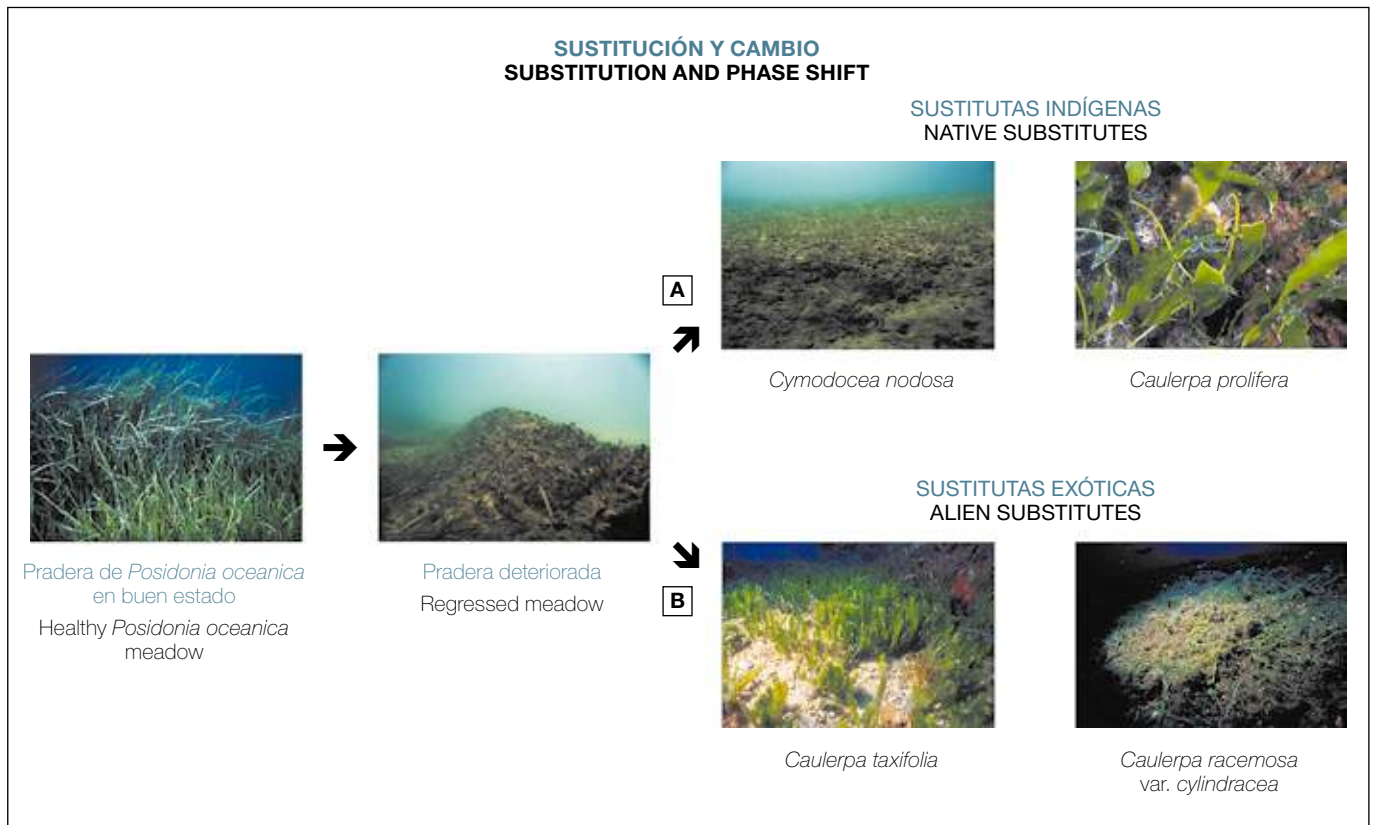 SUSTITUCIÓN Y CAMBIO
SUBSTITUTION AND PHASE SHIFT
SUSTITUTAS INDÍGENAS
NATIVE SUBSTITUTES
A
Cymodocea nodosa
Caulerpa prolifera
Pradera de Posidonia oceanica
en buen estado
Healthy Posidonia oceanica
meadow
Pradera deteriorada
Regressed meadow
SUSTITUTAS EXÓTICAS
ALIEN SUBSTITUTES
B
Caulerpa taxifolia
Caulerpa racemosa
var. cylindracea